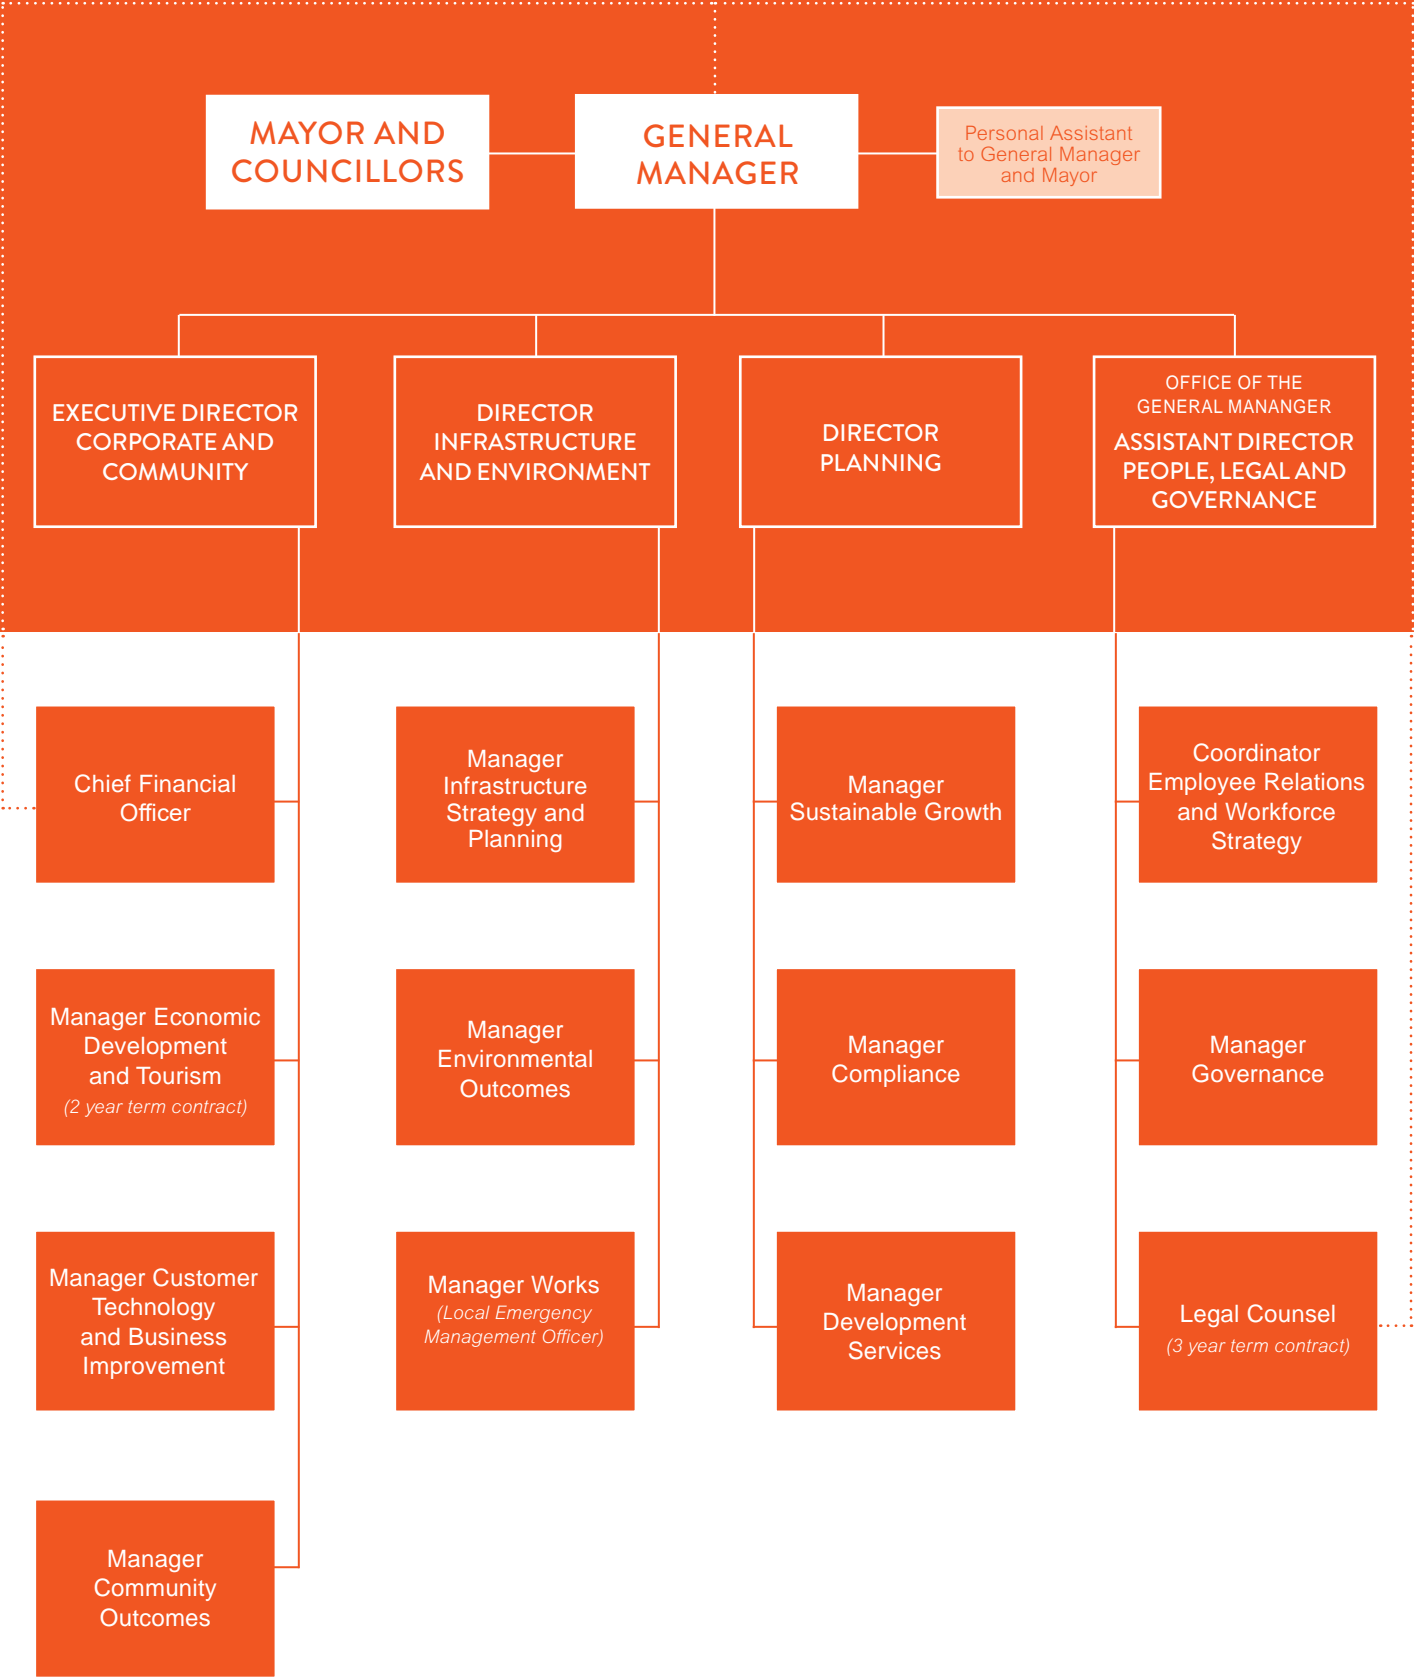 MAYOR AND
COUNCILLORS
GENERAL
MANAGER
Personal Assistant
to General Manager
and Mayor
EXECUTIVE DIRECTOR
CORPORATE AND
COMMUNITY
DIRECTOR
INFRASTRUCTURE
AND ENVIRONMENT
DIRECTOR
PLANNING
OFFICE OF THE
GENERAL MANANGER
ASSISTANT DIRECTOR
PEOPLE, LEGAL AND
GOVERNANCE
Chief Financial
Officer
Manager
Infrastructure
Strategy and
Planning
Manager
Sustainable Growth
Coordinator
Employee Relations
and Workforce
Strategy
Manager Economic
Development
and Tourism
(2 year term contract)
Manager
Environmental
Outcomes
Manager
Compliance
Manager
Governance
Manager Customer
Technology
and Business
Improvement
Manager Works
(Local Emergency
Management Officer)
Manager
Development
Services
Legal Counsel
(3 year term contract)
Manager
Community
Outcomes